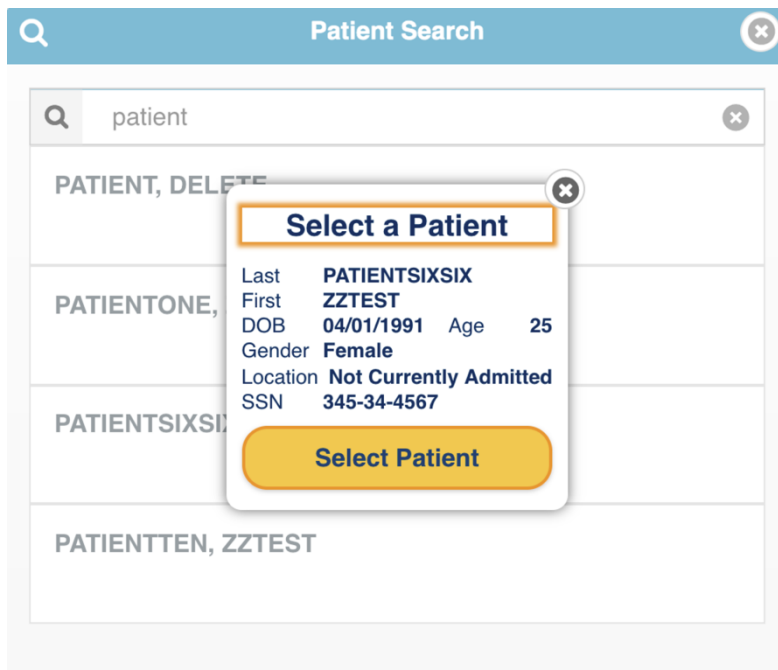 Patient Search
patient
PATIENT, DELETE
Select a Patient
Last PATIENTSIXSIX
First ZZTEST
DOB 04/01/1991 Age 25
Gender Female
Location Not Currently Admitted
SSN 345-34-4567
Select Patient
PATIENTONE,
PATIENTSIXSIX
PATIENTTEN, ZZTEST